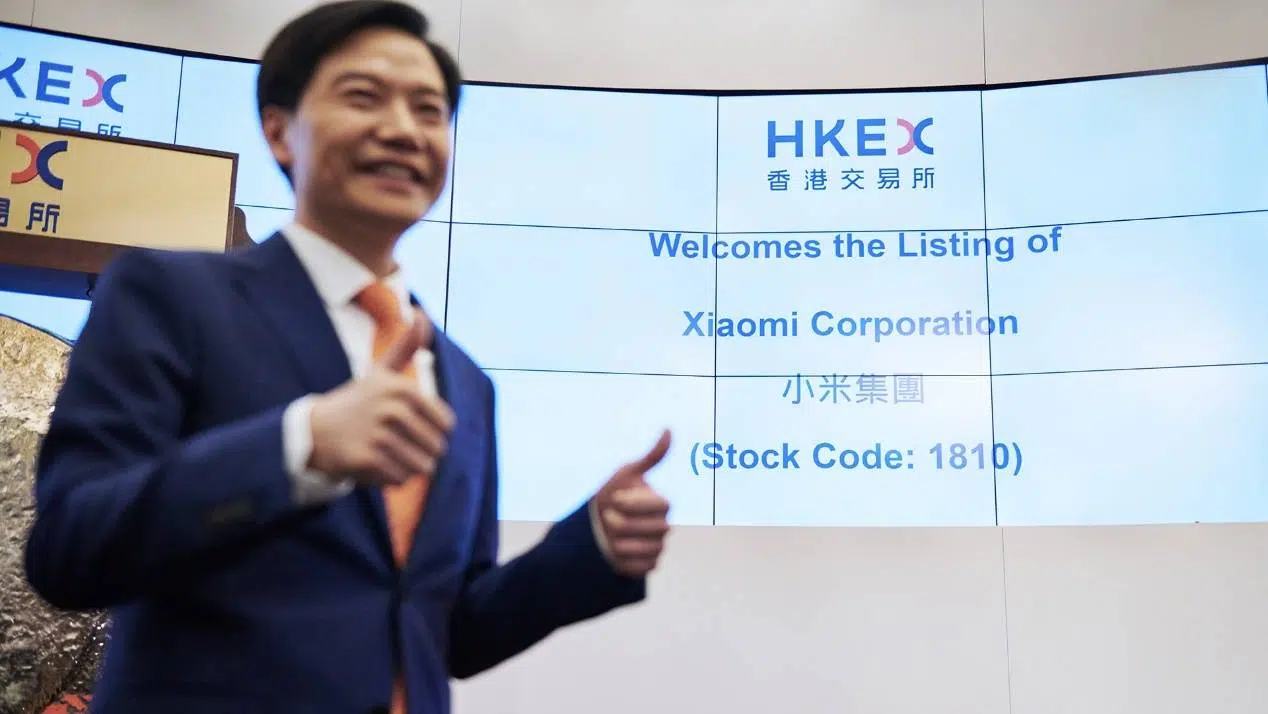 KEX
交易所
所
HKEX
香港交易所
Welcomes the Listing of
Xiaomi Corporation
小米集團
(Stock Code: 1810)